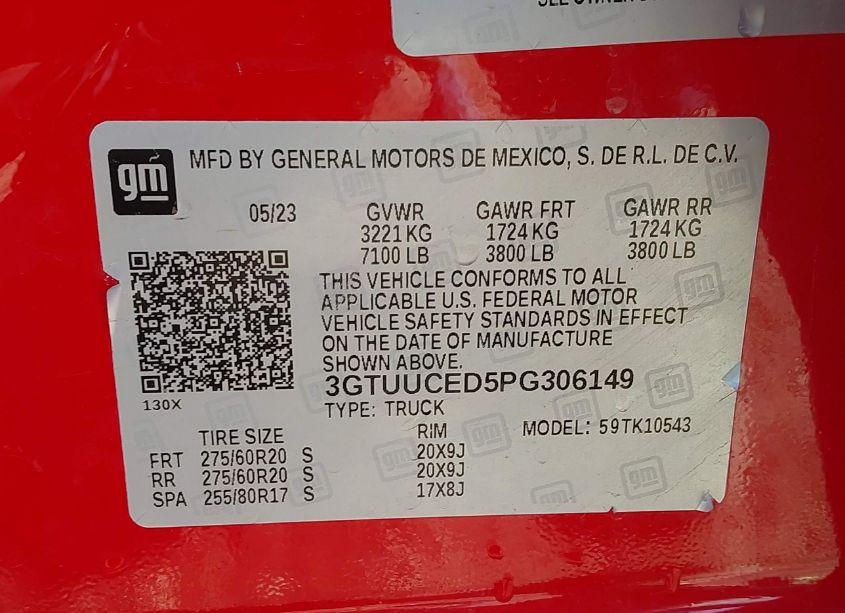 gm
MFD BY GENERAL MOTORS DE MEXICO, S. DE R.L. DE C.V.
05/23 GVWR GAWR FRT GAWR RR
3221 KG 1724 KG 1724 KG
7100 LB 3800 LB 3800 LB
THIS VEHICLE CONFORMS TO ALL
APPLICABLE U.S. FEDERAL MOTOR
VEHICLE SAFETY STANDARDS IN EFFECT
ON THE DATE OF MANUFACTURE
SHOWN ABOVE.
3GTUUCED5PG306149
130X
TYPE: TRUCK
TIRE SIZE RIM MODEL: 59TK10543
FRT 275/60R20 S 20X9J
RR 275/60R20 S 20X9J
SPA 255/80R17 S 17X8J